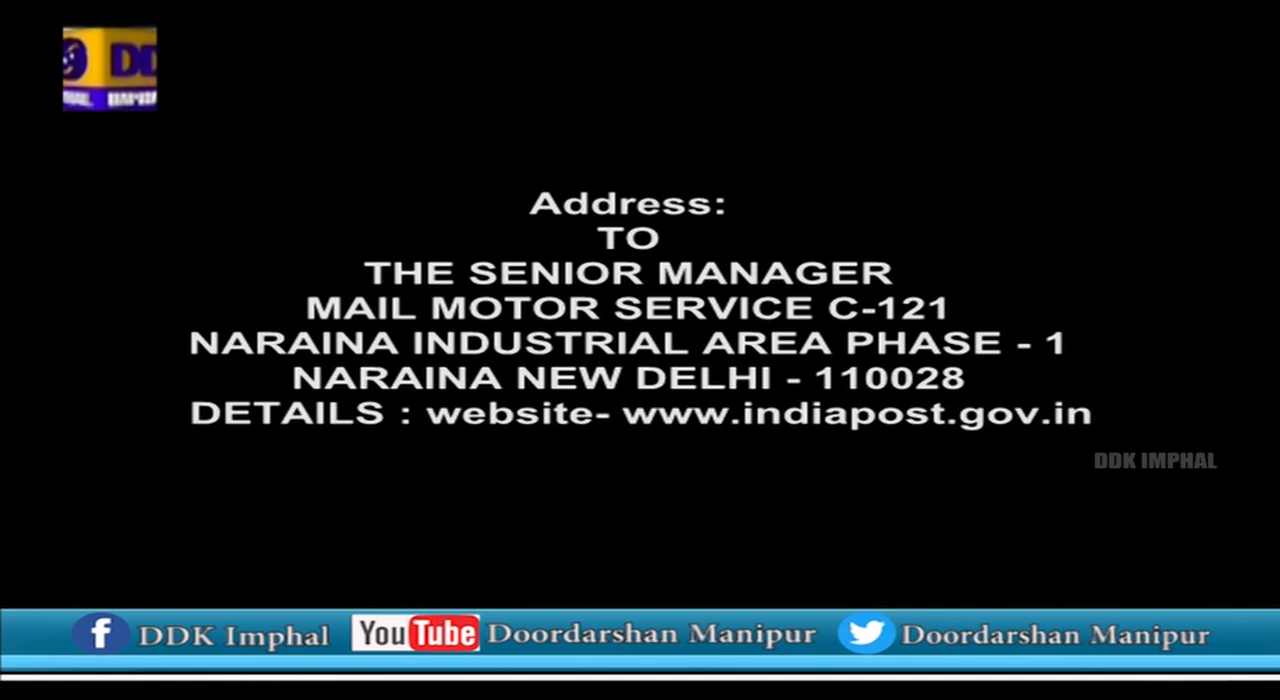 DD
Address:
TO
THE SENIOR MANAGER
MAIL MOTOR SERVICE C-121
NARAINA INDUSTRIAL AREA PHASE - 1
NARAINA NEW DELHI - 110028
DETAILS : website- www.indiapost.gov.in
DDK IMPHAL
DDK Imphal YouTube Doordarshan Manipur Doordarshan Manipur